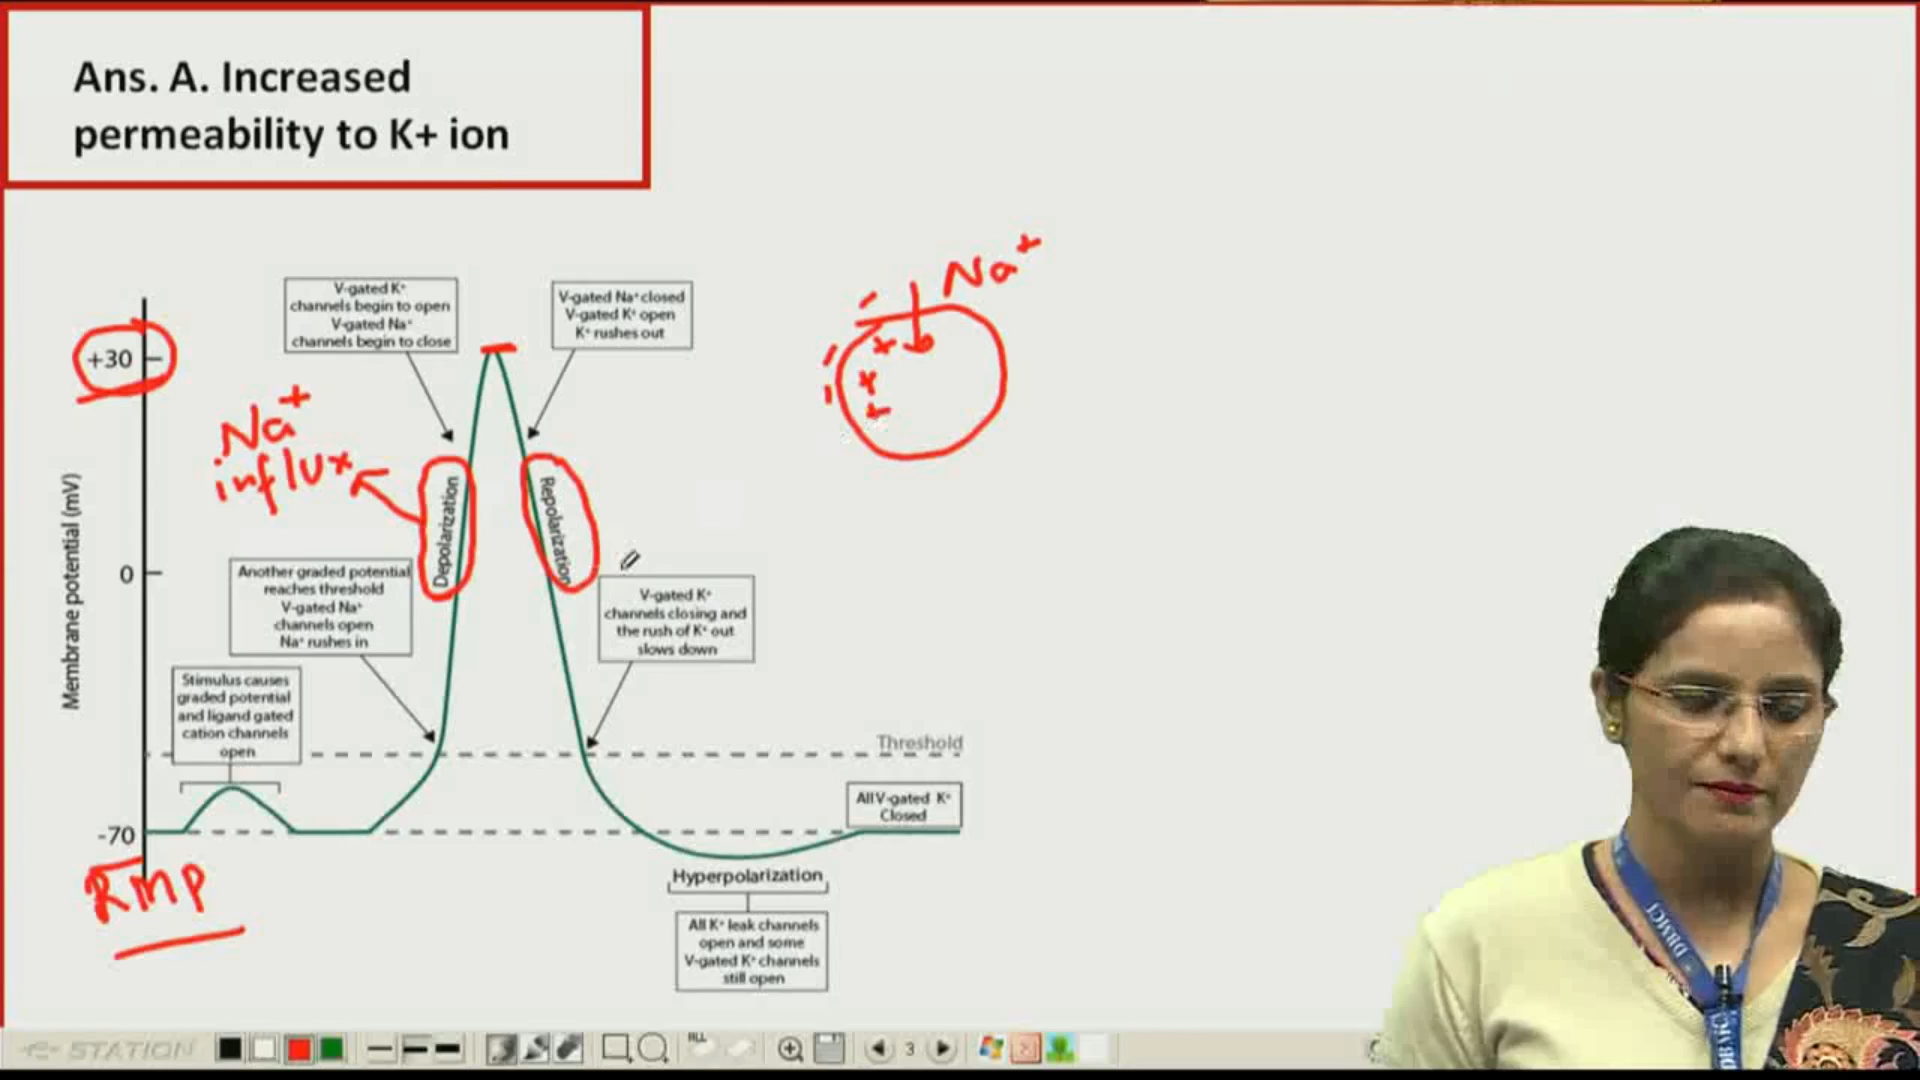 Ans. A. Increased
permeability to K+ ion
Na+
V-gated K+
channels begin to open
V-gated Na+
channels begin to close
V-gated Na+ closed
V-gated K+ open
K+ rushes out
+30
Na+
influx
Depolarization
Repolarization
Membrane potential (mV)
0
Another graded potential
reaches threshold
V-gated Na+
channels open
Na+ rushes in
V-gated K+
channels closing and
the rush of K+ out
slows down
Stimulus causes
graded potential
and ligand gated
cation channels
open
Threshold
All V-gated K+
Closed
-70
RMP
Hyperpolarization
All K+ leak channels
open and some
V-gated K+ channels
still open
DBMCI
DBMCI
STATION
ALL
3